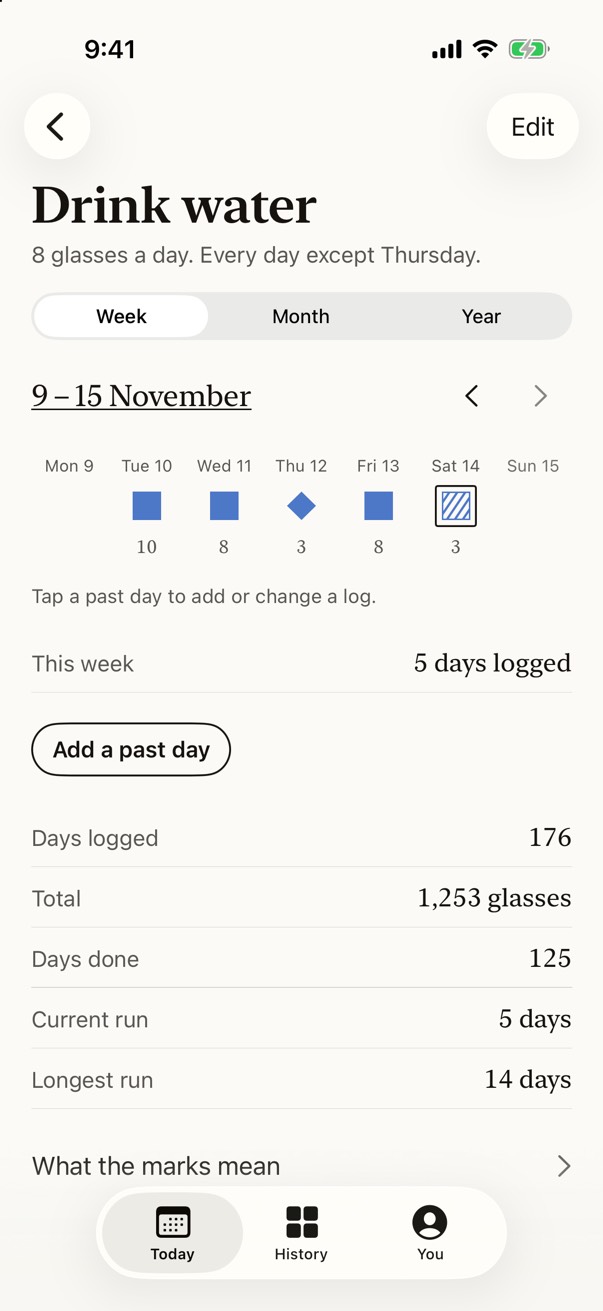 9:41
Edit
Drink water
8 glasses a day. Every day except Thursday.
Week Month Year
9 – 15 November
Mon 9 Tue 10 Wed 11 Thu 12 Fri 13 Sat 14 Sun 15
10 8 3 8 3
Tap a past day to add or change a log.
This week 5 days logged
Add a past day
Days logged 176
Total 1,253 glasses
Days done 125
Current run 5 days
Longest run 14 days
What the marks mean
Today History You